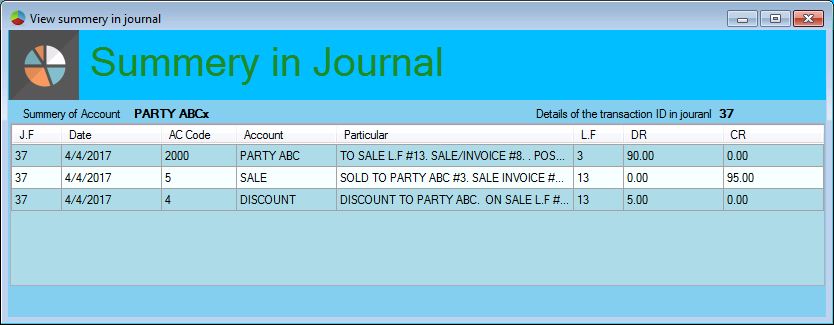 View summery in journal
Summery in Journal
Summery of Account PARTY ABCx Details of the transaction ID in jouranl 37
J.F Date AC Code Account Particular L.F DR CR
37 4/4/2017 2000 PARTY ABC TO SALE L.F #13. SALE/INVOICE #8. . POS... 3 90.00 0.00
37 4/4/2017 5 SALE SOLD TO PARTY ABC #3. SALE INVOICE #... 13 0.00 95.00
37 4/4/2017 4 DISCOUNT DISCOUNT TO PARTY ABC. ON SALE L.F #... 13 5.00 0.00